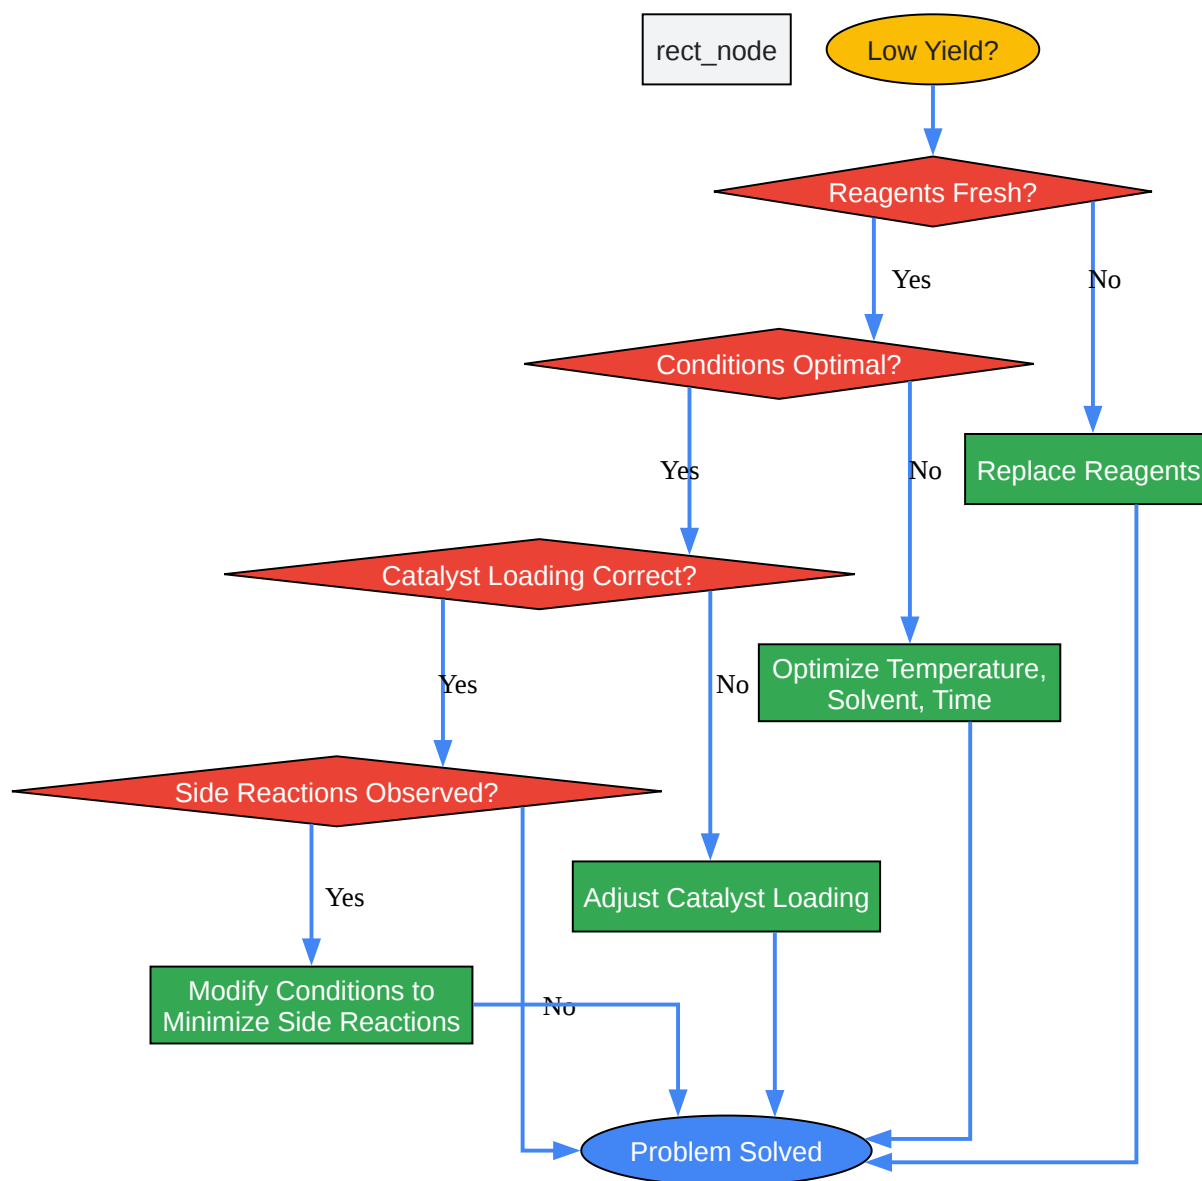 rect_node
Low Yield?
Reagents Fresh?
Yes
No
Conditions Optimal?
Yes
No
Replace Reagents
Catalyst Loading Correct?
Yes
No
Optimize Temperature,
Solvent, Time
Side Reactions Observed?
Yes
Adjust Catalyst Loading
Modify Conditions to
Minimize Side Reactions
No
Problem Solved